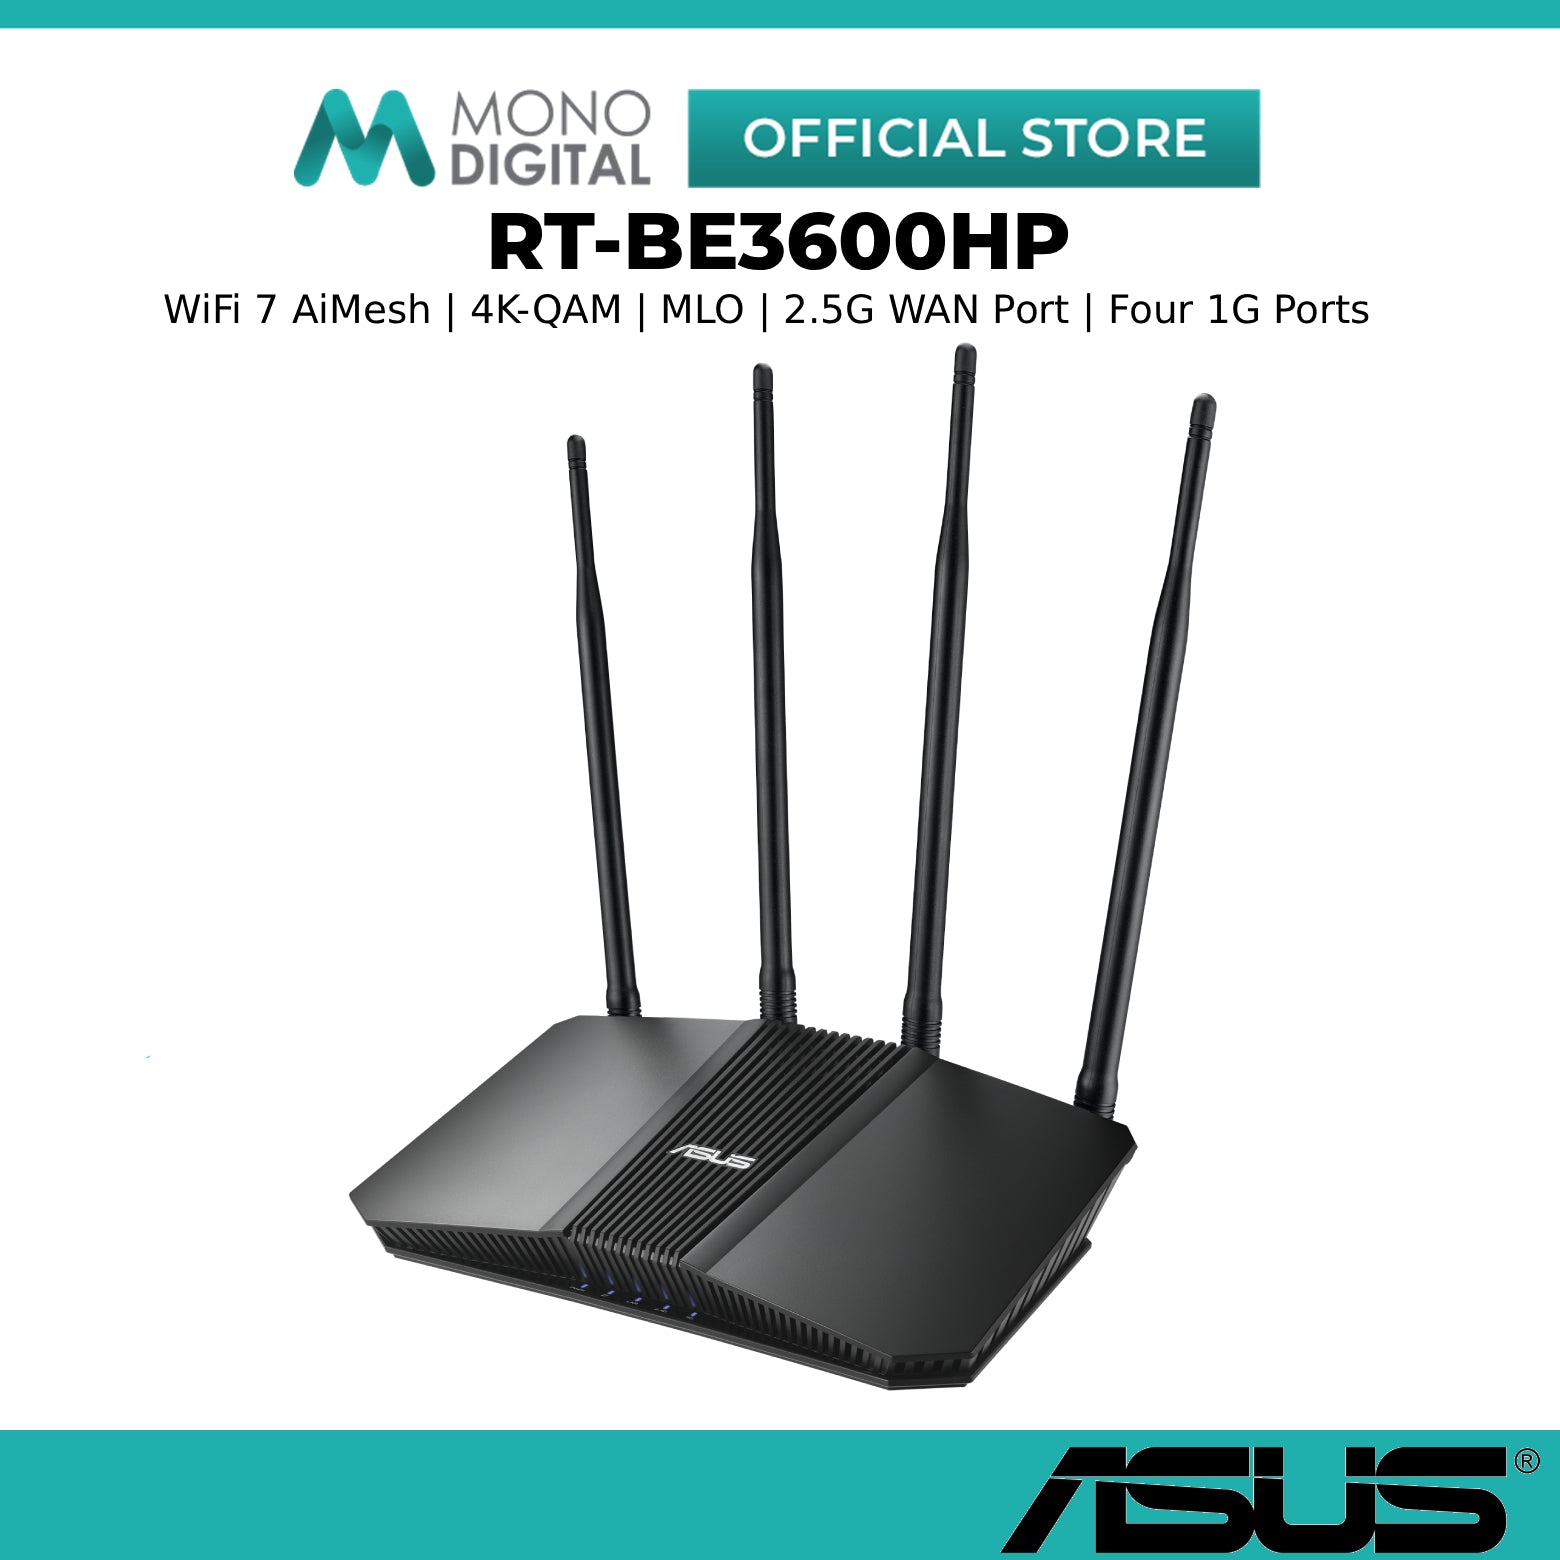 MONO
DIGITAL
OFFICIAL STORE
RT-BE3600HP
WiFi 7 AiMesh | 4K-QAM | MLO | 2.5G WAN Port | Four 1G Ports
ASUS
ASUS®